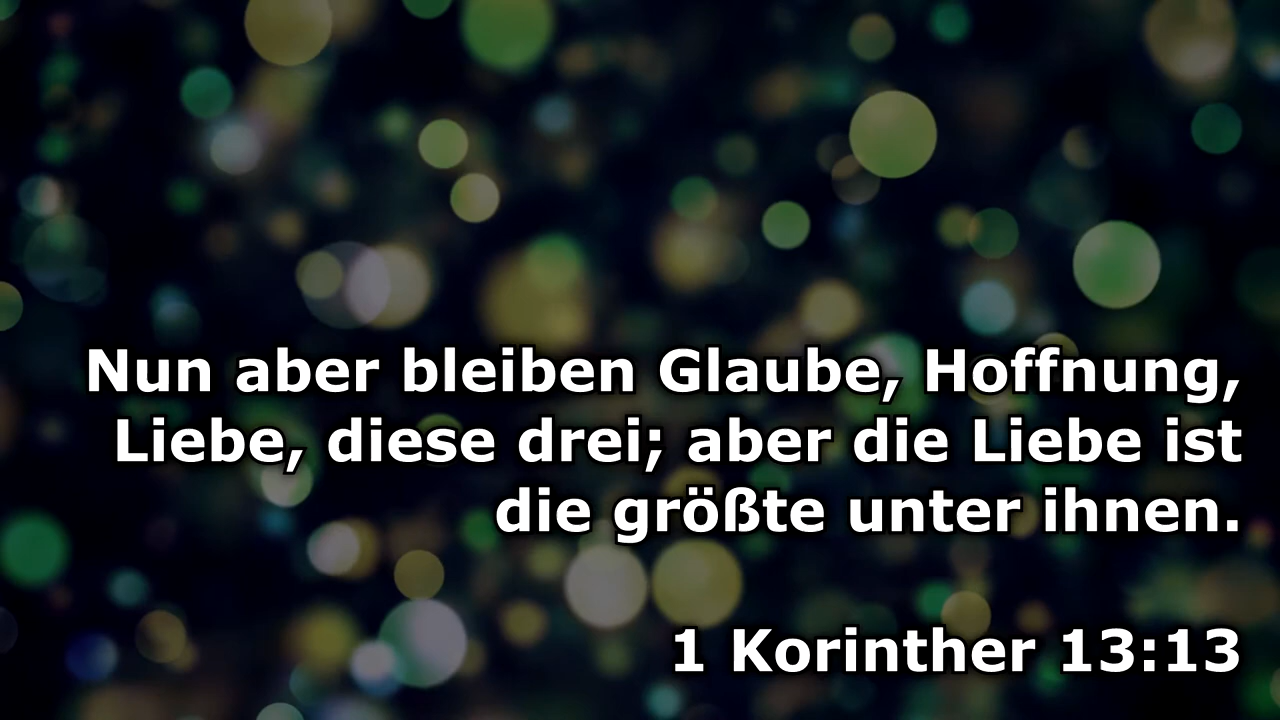 Nun aber bleiben Glaube, Hoffnung,
Liebe, diese drei; aber die Liebe ist
die größte unter ihnen.
1 Korinther 13:13